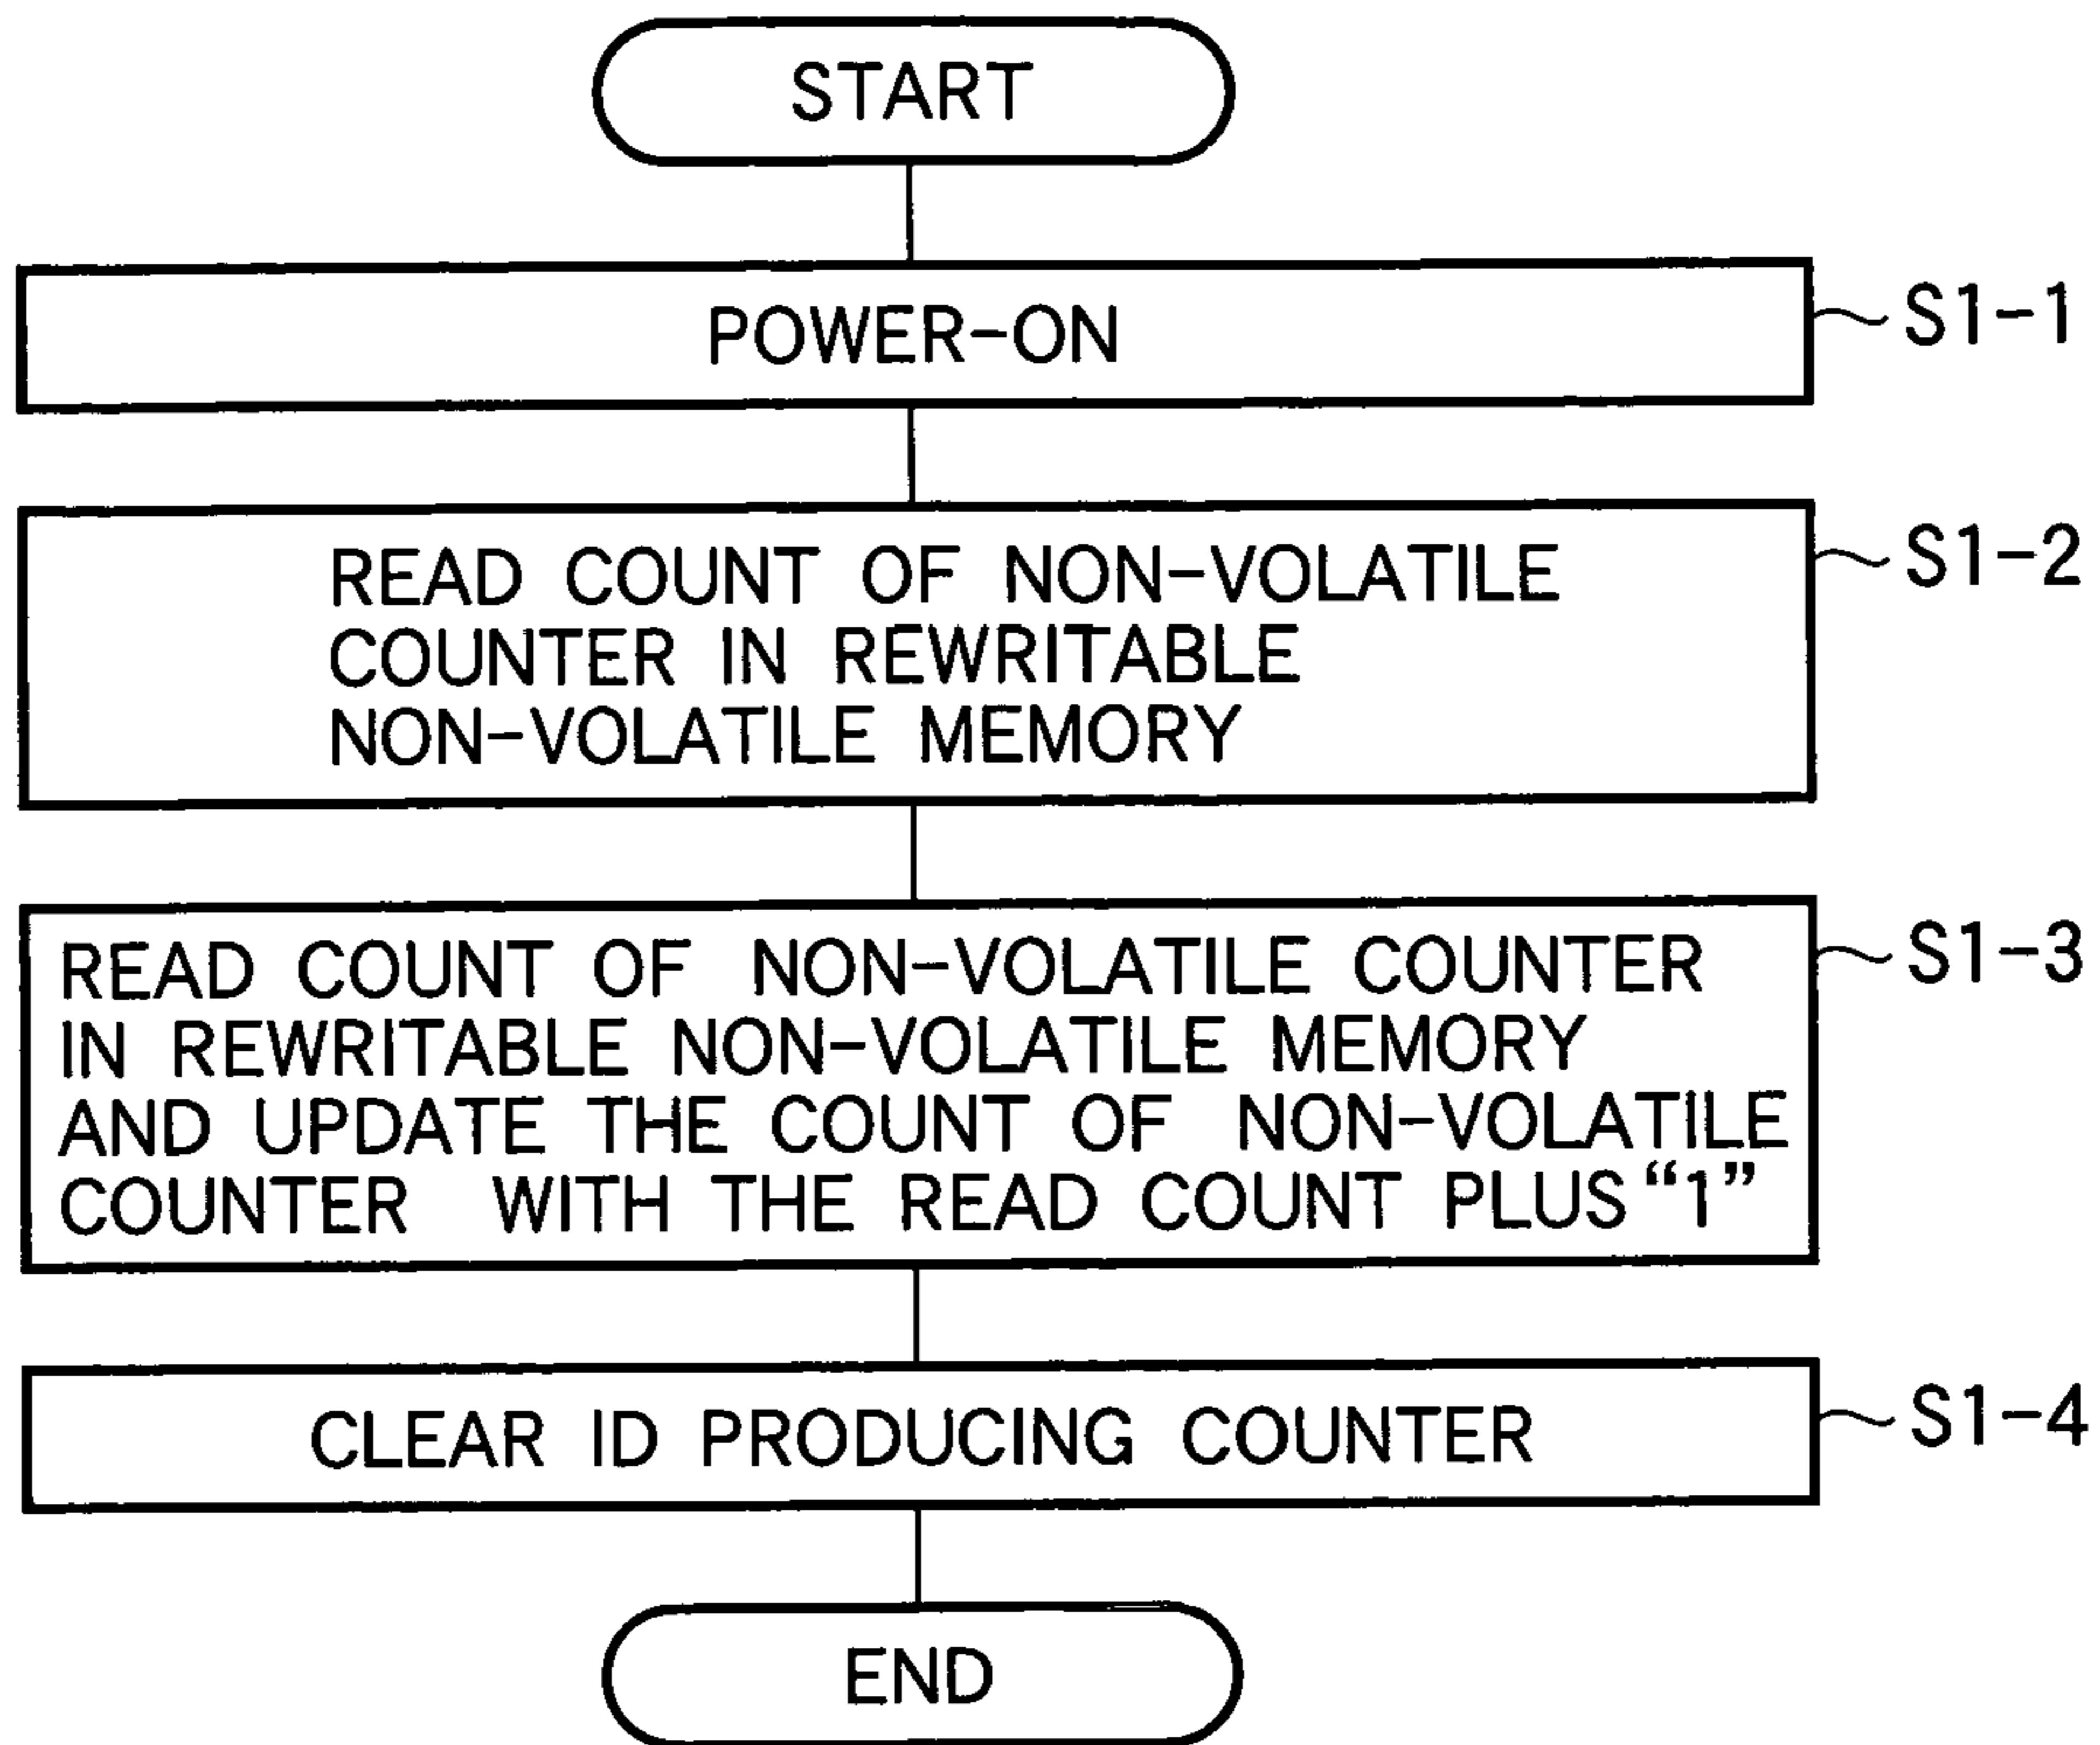 START
POWER-ON
S1-1
READ COUNT OF NON-VOLATILE
COUNTER IN REWRITABLE
NON-VOLATILE MEMORY
S1-2
READ COUNT OF NON-VOLATILE COUNTER
IN REWRITABLE NON-VOLATILE MEMORY
AND UPDATE THE COUNT OF NON-VOLATILE
COUNTER WITH THE READ COUNT PLUS “1”
S1-3
CLEAR ID PRODUCING COUNTER
S1-4
END